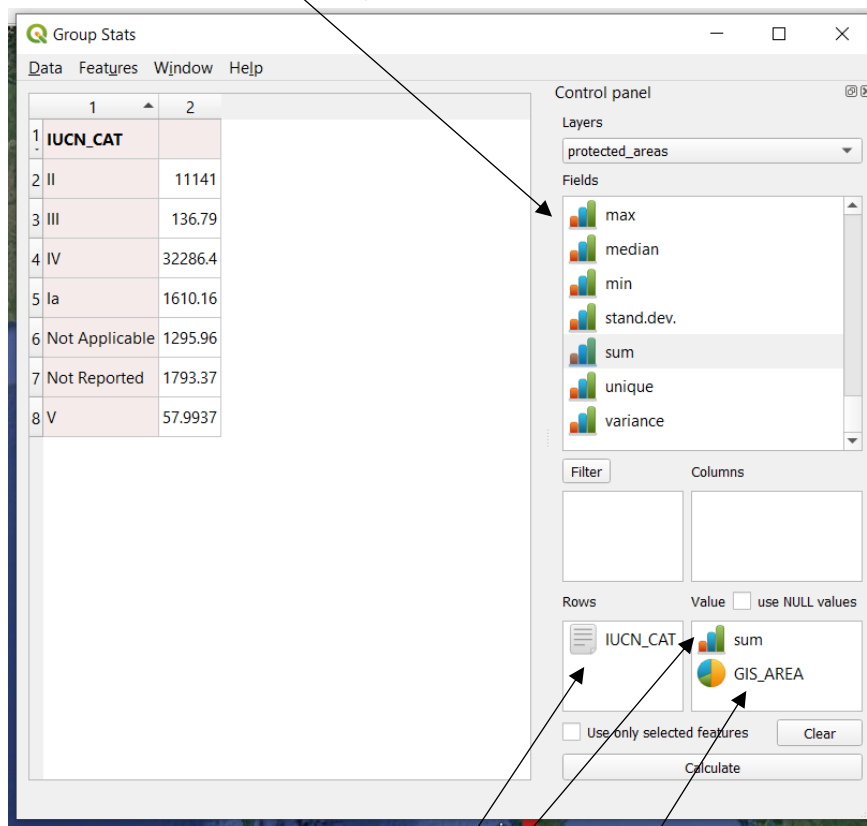 Group Stats
Data Features Window Help
1 2
1 IUCN_CAT
2 II 11141
3 III 136.79
4 IV 32286.4
5 Ia 1610.16
6 Not Applicable 1295.96
7 Not Reported 1793.37
8 V 57.9937
Control panel
Layers
protected_areas
Fields
max
median
min
stand.dev.
sum
unique
variance
Filter Columns
Rows Value use NULL values
IUCN_CAT sum
GIS_AREA
Use only selected features Clear
Calculate